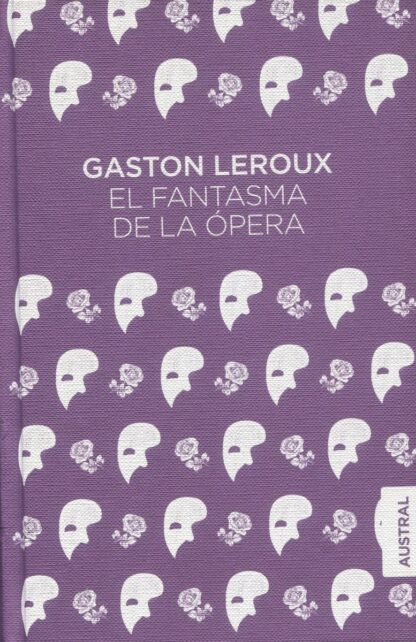 GASTON LEROUX
EL FANTASMA
DE LA ÓPERA
AUSTRAL